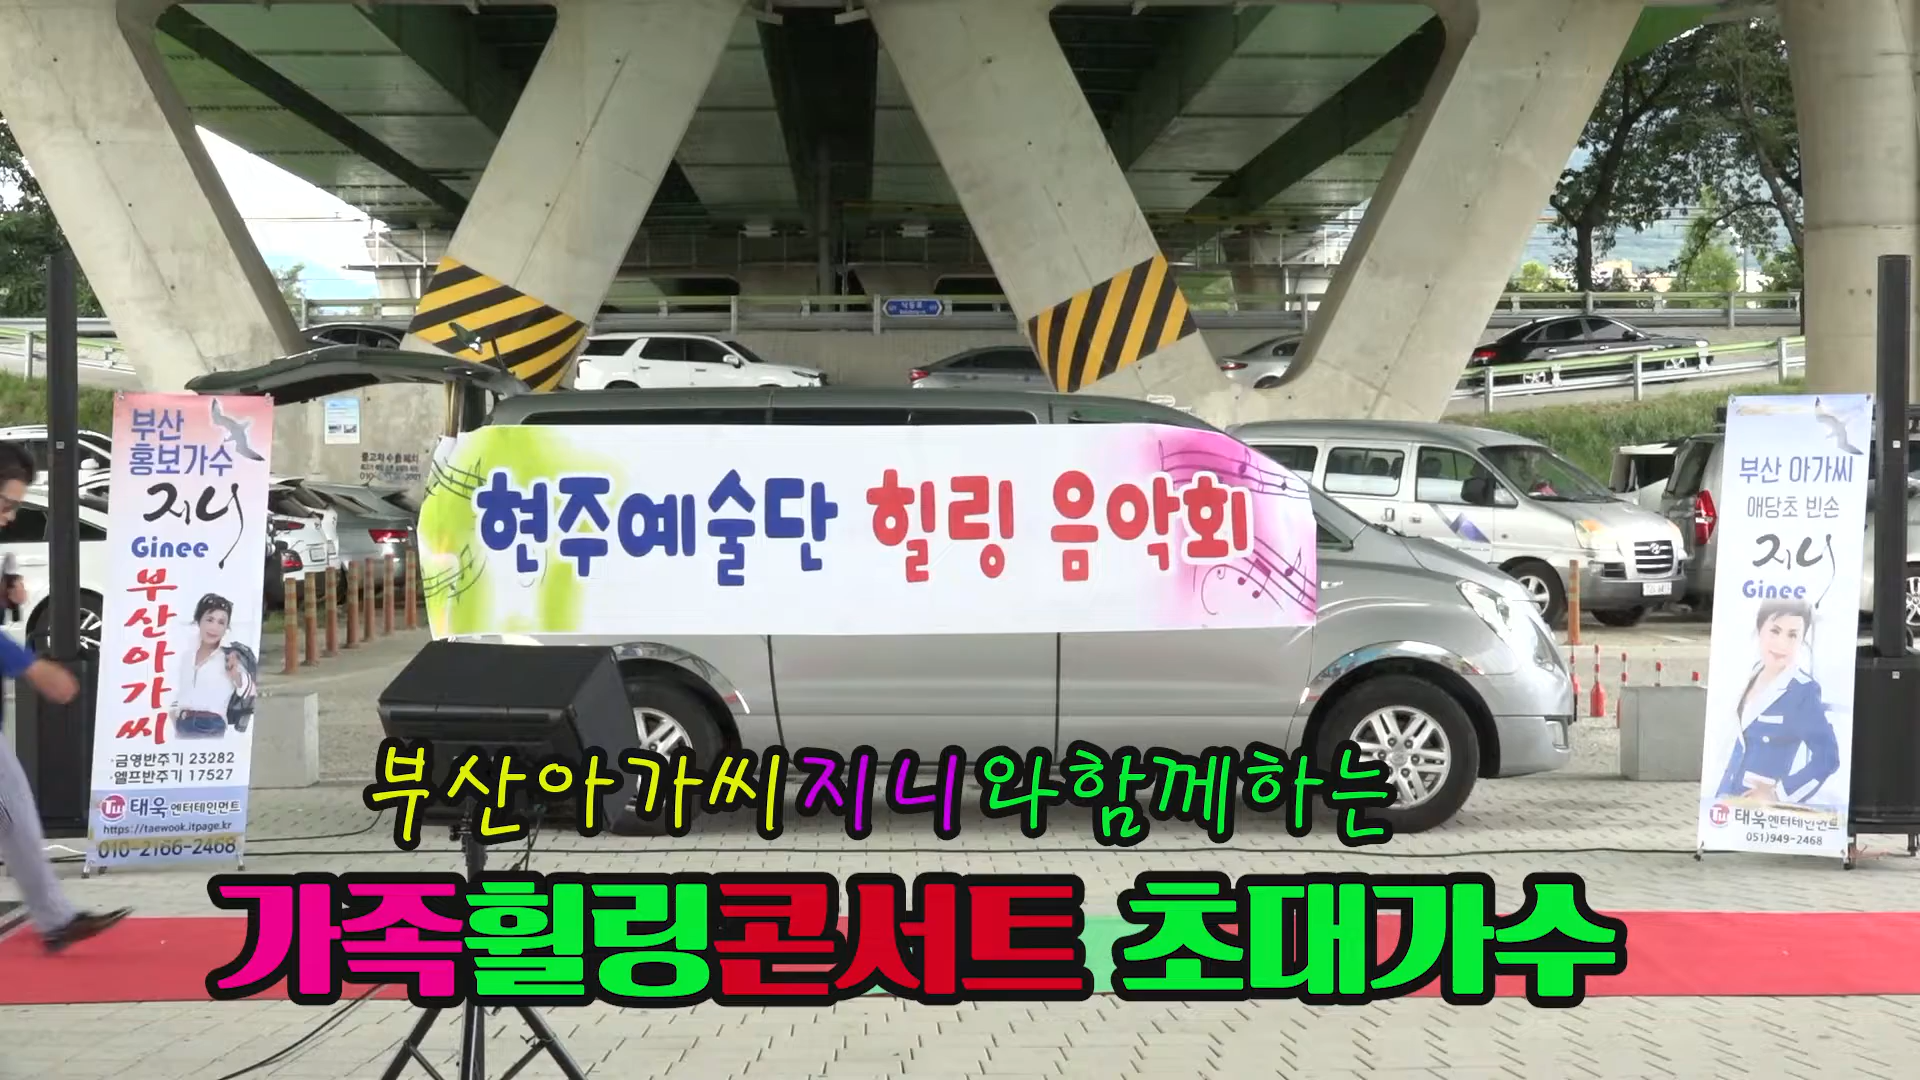 현주예술단 힐링 음악회
부산
홍보가수
지니
Ginee
부산아가씨
·금영반주기 23282
·엘프반주기 17527
태욱엔터테인먼트
https://taewook.itpage.kr
010-2166-2468
부산 아가씨
애당초 빈손
지니
Ginee
태욱엔터테인먼트
051)949-2468
부산아가씨지니와함께하는
가족휠링콘서트 초대가수